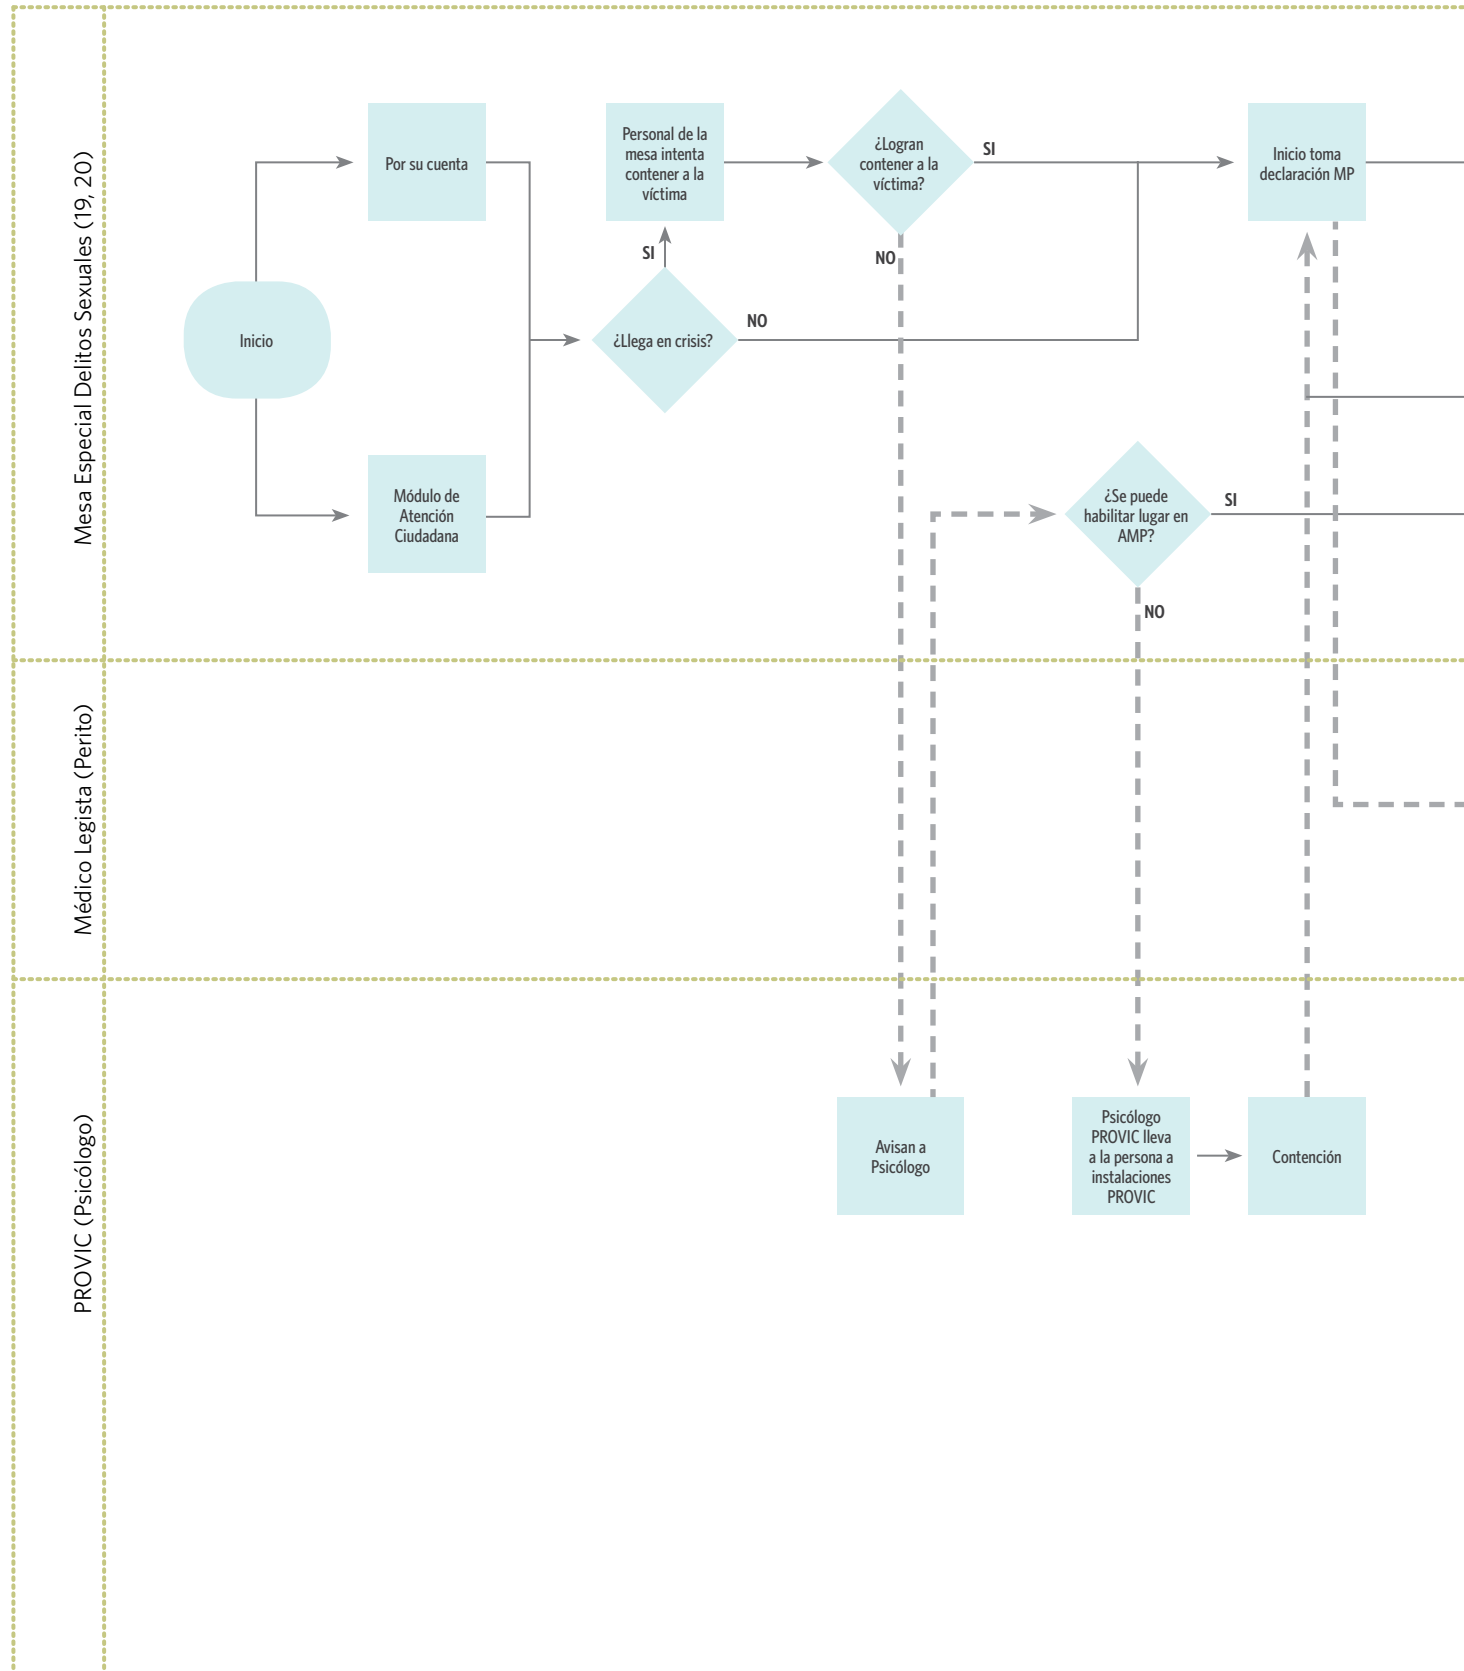 Mesa Especial Delitos Sexuales (19, 20)
Inicio
Por su cuenta
Módulo de
Atención
Ciudadana
¿Llega en crisis?
SI
NO
Personal de la
mesa intenta
contener a la
víctima
¿Logran
contener a la
víctima?
SI
NO
Inicio toma
declaración MP
¿Se puede
habilitar lugar en
AMP?
SI
NO
Médico Legista (Perito)
PROVIC (Psicólogo)
Avisan a
Psicólogo
Psicólogo
PROVIC lleva
a la persona a
instalaciones
PROVIC
Contención